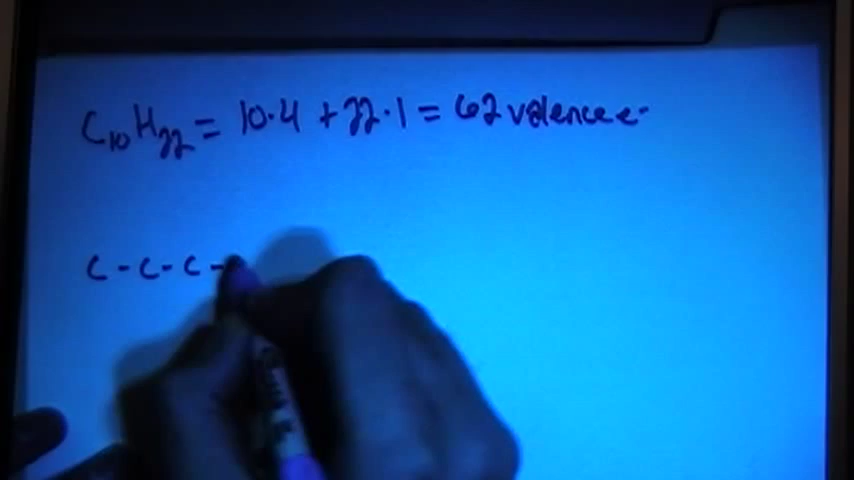 C₁₀H₂₂ = 10·4 + 22·1 = 62 valence e⁻
C - C - C -